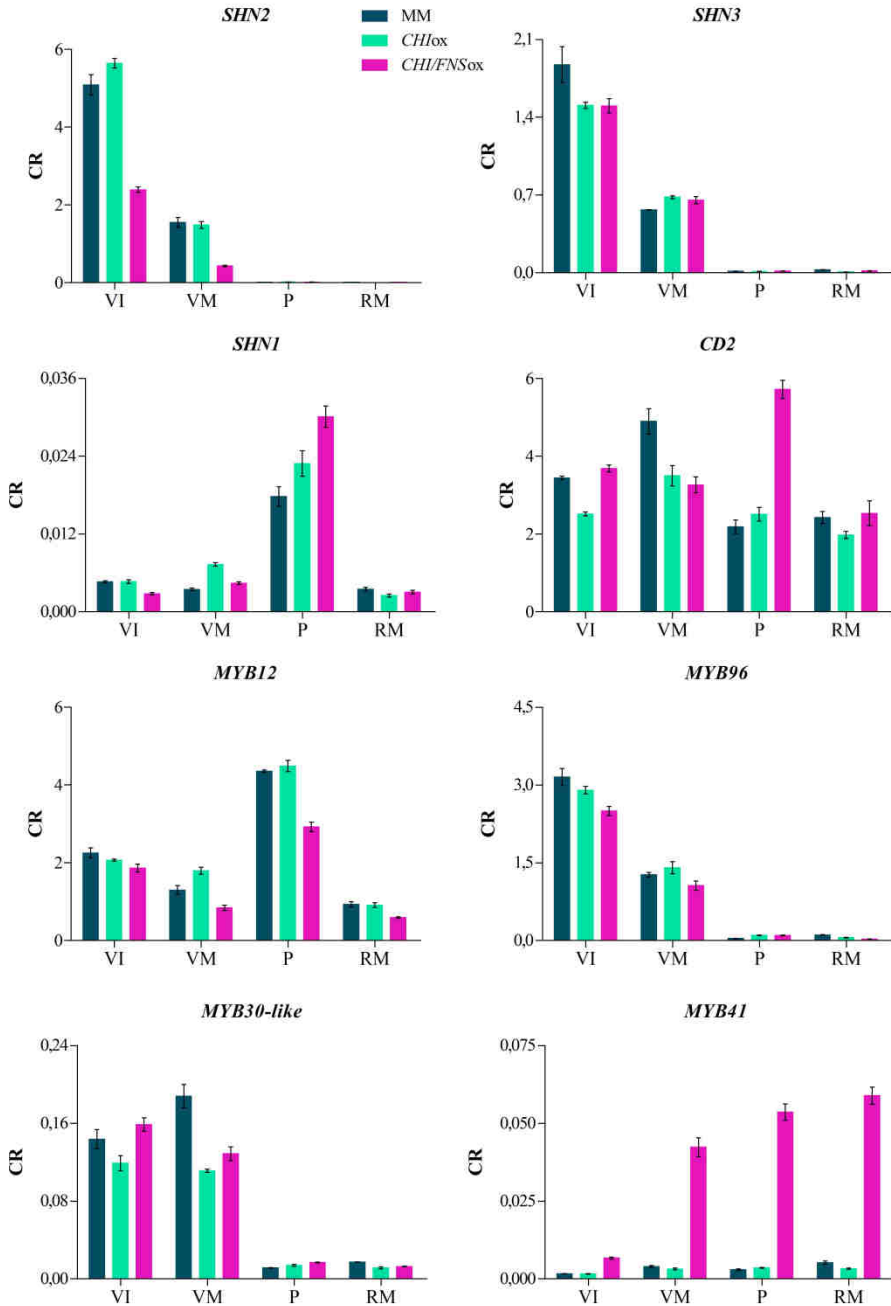 SHN2
MM
CHIox
CHI/FNSox
CR
6
4
2
0
VI VM P RM
SHN3
CR
2,1
1,4
0,7
0,0
VI VM P RM
SHN1
CR
0,036
0,024
0,012
0,000
VI VM P RM
CD2
CR
6
4
2
0
VI VM P RM
MYB12
CR
6
4
2
0
VI VM P RM
MYB96
CR
4,5
3,0
1,5
0,0
VI VM P RM
MYB30-like
CR
0,24
0,16
0,08
0,00
VI VM P RM
MYB41
CR
0,075
0,050
0,025
0,000
VI VM P RM